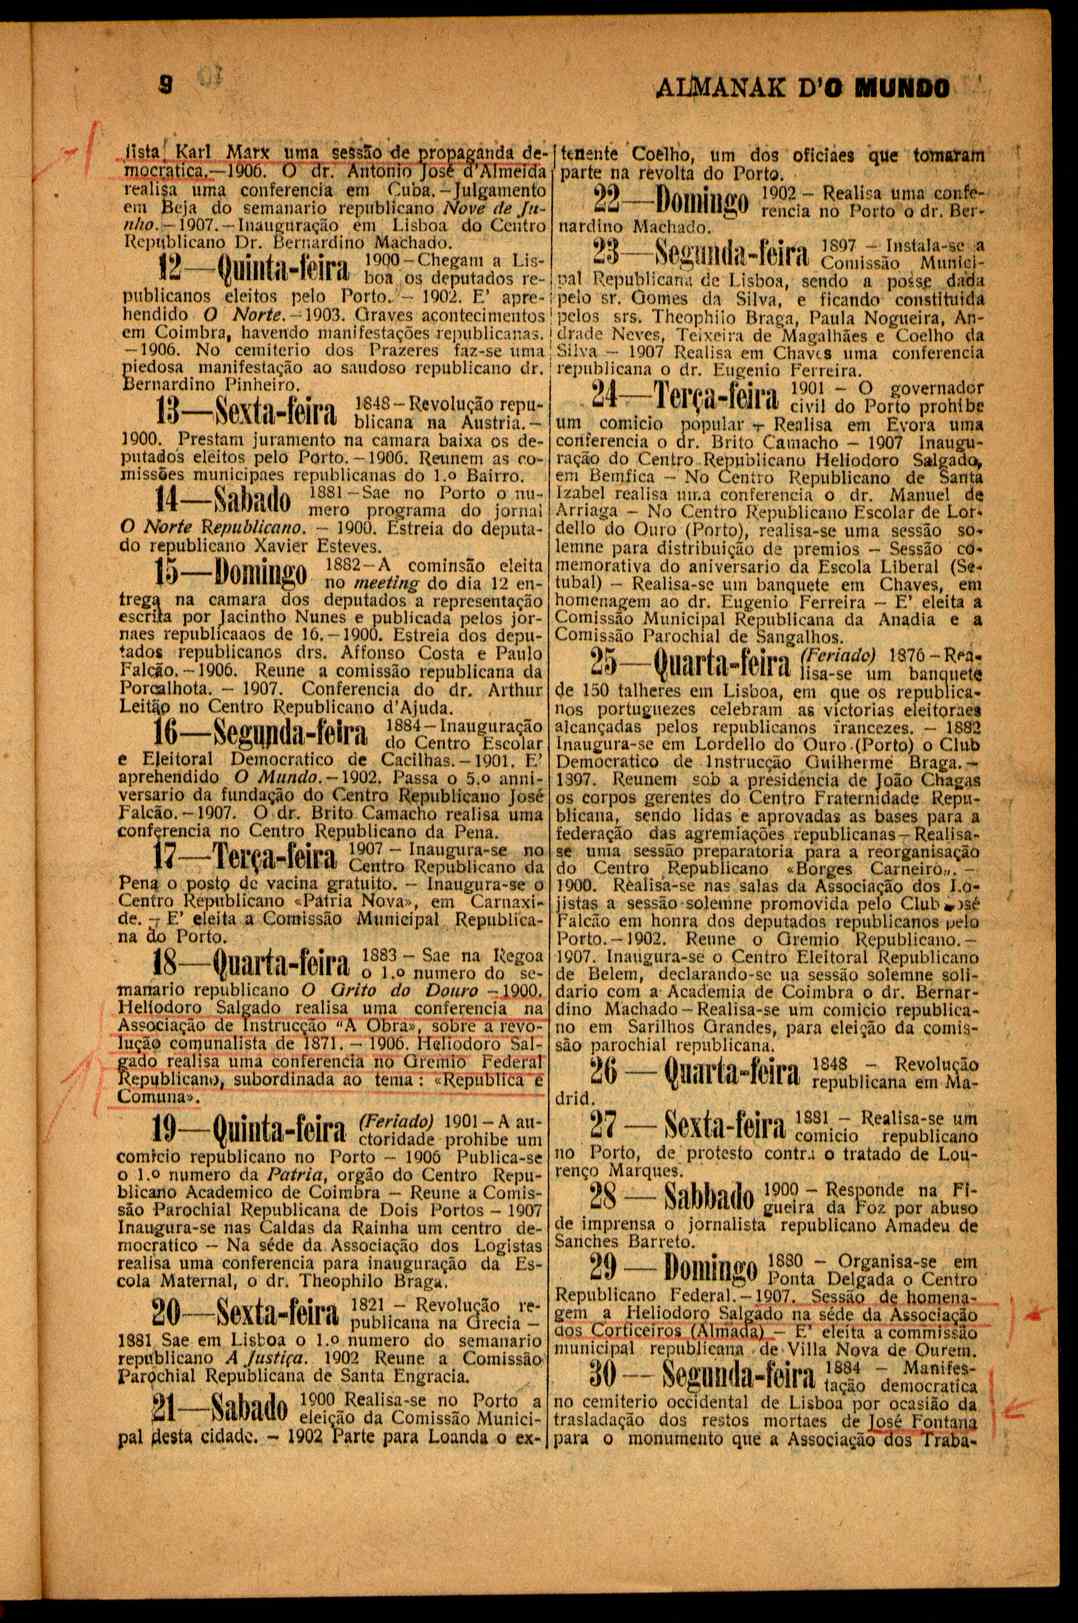 9
ALMANAK D'O MUNDO
lista Karl Marx uma sessão de propaganda de-
mocratica.—1906. O dr. Antonio José d'Almeida
realisa uma conferencia em Cuba.—Julgamento
em Beja do semanario republicano Nove de Ju-
nho.—1907.—Inauguração em Lisboa do Centro
Republicano Dr. Bernardino Machado.
12—Quinta-feira 1900—Chegam a Lis-
boa os deputados re-
publicanos eleitos pelo Porto.—1902. E' apre-
hendido O Norte.—1903. Graves acontecimentos
em Coimbra, havendo manifestações republicanas.
—1906. No cemiterio dos Prazeres faz-se uma
piedosa manifestação ao saudoso republicano dr.
Bernardino Pinheiro.
13—Sexta-feira 1848—Revolução repu-
blicana na Austria.—
1900. Prestam juramento na camara baixa os de-
putados eleitos pelo Porto.—1906. Reunem as co-
missões municipaes republicanas do 1.º Bairro.
14—Sabado 1881—Sae no Porto o nu-
mero programa do jornal
O Norte Republicano. — 1900. Estreia do deputa-
do republicano Xavier Esteves.
15—Domingo 1882—A cominsão eleita
no meeting do dia 12 en-
trega na camara dos deputados a representação
escrita por Jacintho Nunes e publicada pelos jor-
naes republicaaos de 16.—1900. Estreia dos depu-
tados republicanos drs. Affonso Costa e Paulo
Falcão.—1906. Reune a comissão republicana da
Porcalhota. — 1907. Conferencia do dr. Arthur
Leitão no Centro Republicano d'Ajuda.
16—Segunda-feira 1884—Inauguração
do Centro Escolar
e Eleitoral Democratico de Cacilhas.—1901. E'
aprehendido O Mundo.—1902. Passa o 5.º anni-
versario da fundação do Centro Republicano José
Falcão.—1907. O dr. Brito Camacho realisa uma
conferencia no Centro Republicano da Pena.
17—Terça-feira 1907—Inaugura-se no
Centro Republicano da
Pena o posto de vacina gratuito. — Inaugura-se o
Centro Republicano «Patria Nova», em Carnaxi-
de. — E' eleita a Comissão Municipal Republica-
na do Porto.
18—Quarta-feira 1883—Sae na Regoa
o 1.º numero do se-
manario republicano O Grito do Douro —1900.
Heliodoro Salgado realisa uma conferencia na
Associação de Instrucção "A Obra», sobre a revo-
lução comunalista de 1871.—1906. Heliodoro Sal-
gado realisa uma conferencia no Gremio Federal
Republicano, subordinada ao tema : «Republica e
Comuna».
19—Quinta-feira (Feriado) 1901—A au-
ctoridade prohibe um
comicio republicano no Porto — 1906 Publica-se
o 1.º numero da Patria, orgão do Centro Repu-
blicano Academico de Coimbra — Reune a Comis-
são Parochial Republicana de Dois Portos — 1907
Inaugura-se nas Caldas da Rainha um centro de-
mocratico — Na séde da Associação dos Logistas
realisa uma conferencia para inauguração da Es-
cola Maternal, o dr. Theophilo Braga.
20—Sexta-feira 1821 — Revolução re-
publicana na Grecia —
1881 Sae em Lisboa o 1.º numero do semanario
republicano A Justiça. 1902 Reune a Comissão
Parochial Republicana de Santa Engracia.
21—Sabado 1900 Realisa-se no Porto a
eleição da Comissão Munici-
pal desta cidade. — 1902 Parte para Loanda o ex-
tenente Coelho, um dos oficiaes que tomaram
parte na revolta do Porto.
22—Domingo 1902 — Realisa uma confe-
rencia no Porto o dr. Ber-
nardino Machado.
23—Segunda-feira 1897 — Instala-se a
Comissão Munici-
pal Republicana de Lisboa, sendo a posse dada
pelo sr. Gomes da Silva, e ficando constituida
pelos srs. Theophilo Braga, Paula Nogueira, An-
drade Neves, Teixeira de Magalhães e Coelho da
Silva — 1907 Realisa em Chaves uma conferencia
republicana o dr. Eugenio Ferreira.
24—Terça-feira 1901 — O governador
civil do Porto prohibe
um comicio popular — Realisa em Evora uma
conferencia o dr. Brito Camacho — 1907 Inaugu-
ração do Centro Republicano Heliodoro Salgado,
em Bemfica — No Centro Republicano de Santa
Izabel realisa uma conferencia o dr. Manuel de
Arriaga — No Centro Republicano Escolar de Lor-
dello do Ouro (Porto), realisa-se uma sessão so-
lemne para distribuição de premios — Sessão co-
memorativa do aniversario da Escola Liberal (Se-
tubal) — Realisa-se um banquete em Chaves, em
homenagem ao dr. Eugenio Ferreira — E' eleita a
Comissão Municipal Republicana da Anadia e a
Comissão Parochial de Sangalhos.
25—Quarta-feira (Feriado) 1876—Rea-
lisa-se um banquete
de 150 talheres em Lisboa, em que os republica-
nos portuguezes celebram as victorias eleitoraes
alcançadas pelos republicanos francezes. — 1882
Inaugura-se em Lordello do Ouro (Porto) o Club
Democratico de Instrucção Guilherme Braga.—
1897. Reunem sob a presidencia de João Chagas
os corpos gerentes do Centro Fraternidade Repu-
blicana, sendo lidas e aprovadas as bases para a
federação das agremiações republicanas—Realisa-
se uma sessão preparatoria para a reorganisação
do Centro Republicano «Borges Carneiro». —
1900. Realisa-se nas salas da Associação dos Lo-
jistas a sessão solemne promovida pelo Club José
Falcão em honra dos deputados republicanos pelo
Porto.—1902. Reune o Gremio Republicano.—
1907. Inaugura-se o Centro Eleitoral Republicano
de Belem, declarando-se ua sessão solemne soli-
dario com a Academia de Coimbra o dr. Bernar-
dino Machado—Realisa-se um comicio republica-
no em Sarilhos Grandes, para eleição da comis-
são parochial republicana.
26 — Quarta-feira 1848 — Revolução
republicana em Ma-
drid.
27 — Sexta-feira 1881 — Realisa-se um
comicio republicano
no Porto, de protesto contra o tratado de Lou-
renço Marques.
28 — Sabbado 1900 — Responde na Fi-
gueira da Foz por abuso
de imprensa o jornalista republicano Amadeu de
Sanches Barreto.
29 — Domingo 1880 — Organisa-se em
Ponta Delgada o Centro
Republicano Federal.—1907. Sessão de homena-
gem a Heliodoro Salgado na séde da Associação
dos Corticeiros (Almada) — E' eleita a commissão
municipal republicana de Villa Nova de Ourem.
30 — Segunda-feira 1884 — Manifes-
tação democratica
no cemiterio occidental de Lisboa por ocasião da
trasladação dos restos mortaes de José Fontana
para o monumento que a Associação dos Traba-